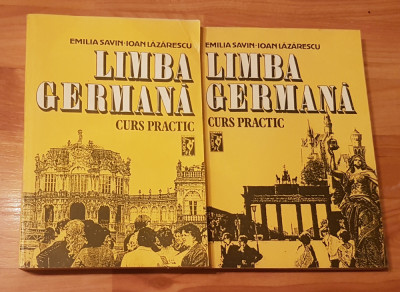 EMILIA SAVIN·IOAN LĂZĂRESCU
LIMBA
GERMANĂ
CURS PRACTIC
EMILIA SAVIN·IOAN LĂZĂRESCU
LIMBA
GERMANĂ
CURS PRACTIC